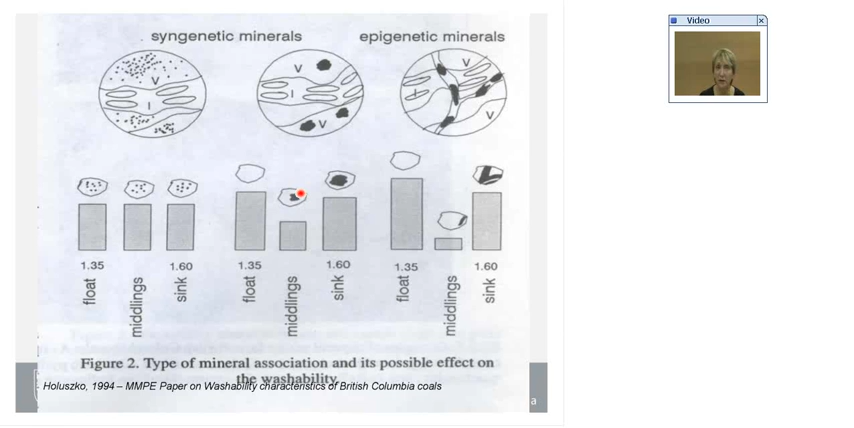 Video
syngenetic minerals
epigenetic minerals
V
I
V
I
V
V
I
V
1.35
1.60
1.35
1.60
1.35
1.60
float
middlings
sink
float
middlings
sink
float
middlings
sink
Figure 2. Type of mineral association and its possible effect on
the washability
Holuszko, 1994 – MMPE Paper on Washability characteristics of British Columbia coals
a